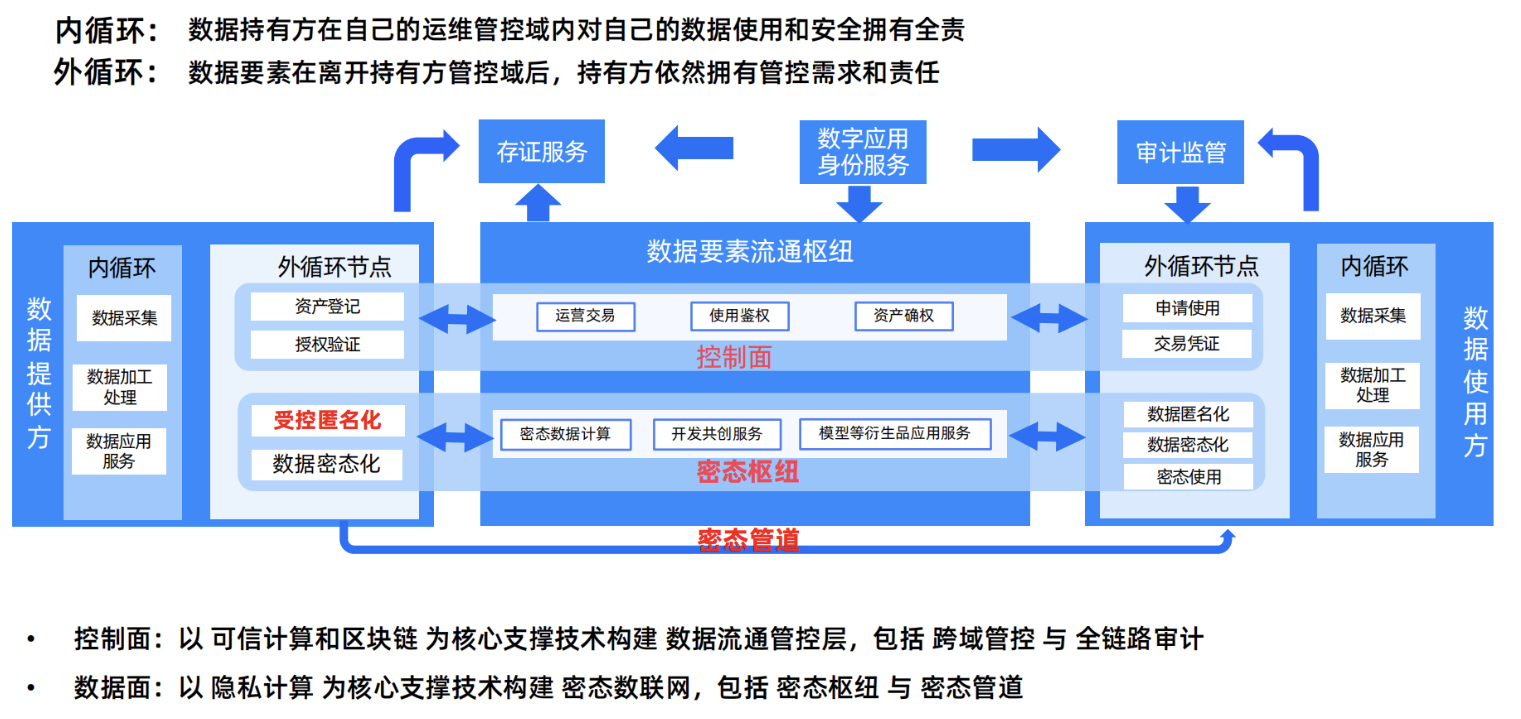 内循环： 数据持有方在自己的运维管控域内对自己的数据使用和安全拥有全责
外循环： 数据要素在离开持有方管控域后，持有方依然拥有管控需求和责任
存证服务
数字应用
身份服务
审计监管
数据提供方
内循环
数据采集
数据加工
处理
数据应用
服务
外循环节点
资产登记
授权验证
受控匿名化
数据密态化
数据要素流通枢纽
运营交易
使用鉴权
资产确权
控制面
密态数据计算
开发共创服务
模型等衍生品应用服务
密态枢纽
密态管道
外循环节点
申请使用
交易凭证
数据匿名化
数据密态化
密态使用
内循环
数据采集
数据加工
处理
数据应用
服务
数据使用方
• 控制面：以 可信计算和区块链 为核心支撑技术构建 数据流通管控层，包括 跨域管控 与 全链路审计
• 数据面：以 隐私计算 为核心支撑技术构建 密态数联网，包括 密态枢纽 与 密态管道